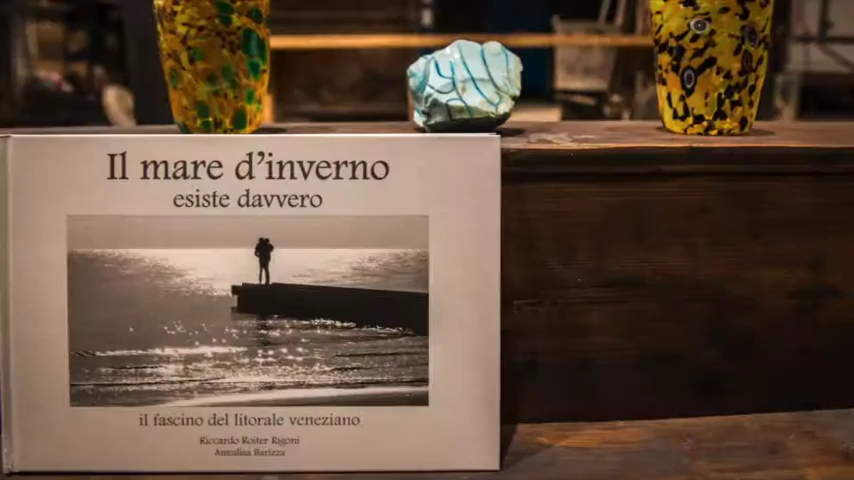 Il mare d'inverno
esiste davvero
il fascino del litorale veneziano
Riccardo Roiter Rigoni
Annalisa Barizza